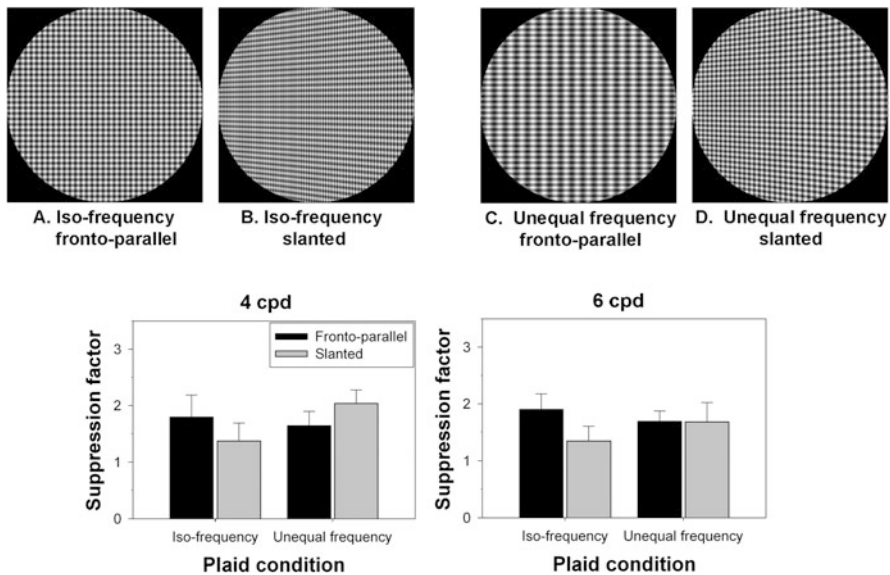 A. Iso-frequency
fronto-parallel
B. Iso-frequency
slanted
C. Unequal frequency
fronto-parallel
D. Unequal frequency
slanted
4 cpd
Suppression factor
3
2
1
0
Fronto-parallel
Slanted
Iso-frequency Unequal frequency
Plaid condition
6 cpd
Suppression factor
3
2
1
0
Iso-frequency Unequal frequency
Plaid condition